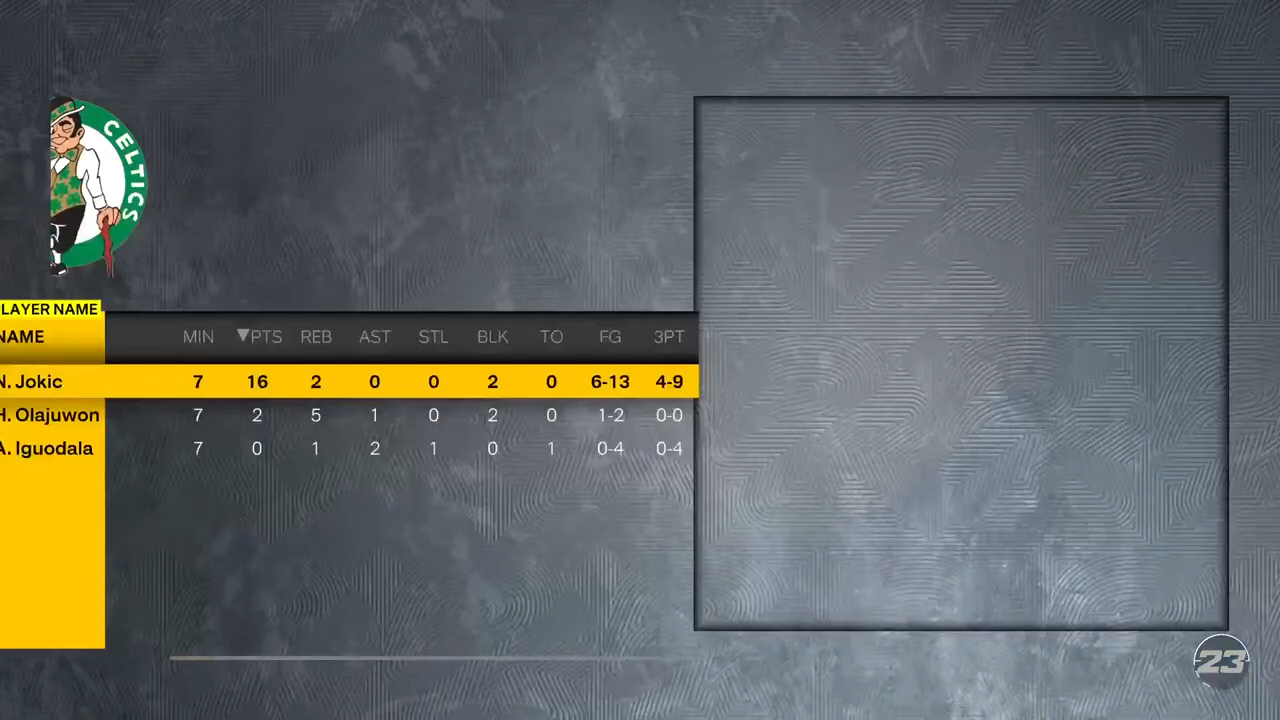 CELTICS
LAYER NAME
NAME MIN ▼PTS REB AST STL BLK TO FG 3PT
N. Jokic 7 16 2 0 0 2 0 6-13 4-9
H. Olajuwon 7 2 5 1 0 2 0 1-2 0-0
A. Iguodala 7 0 1 2 1 0 1 0-4 0-4
23